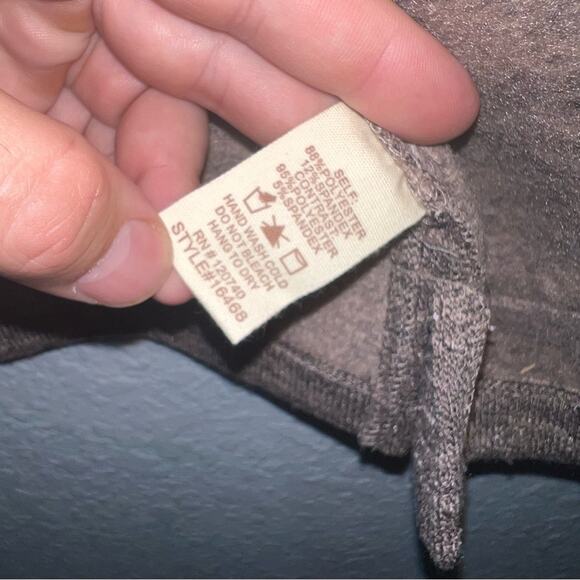 SELF:
88%POLYESTER
12%SPANDEX
CONTRAST:
95%POLYESTER
5%SPANDEX
HAND WASH COLD
DO NOT BLEACH
HANG TO DRY
RN# 120740
STYLE#16468